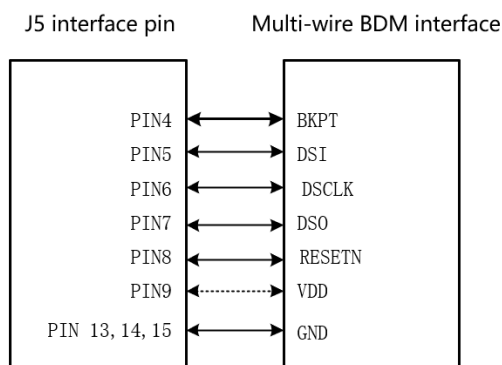 J5 interface pin Multi-wire BDM interface
PIN4 BKPT
PIN5 DSI
PIN6 DSCLK
PIN7 DSO
PIN8 RESETN
PIN9 VDD
PIN 13,14,15 GND